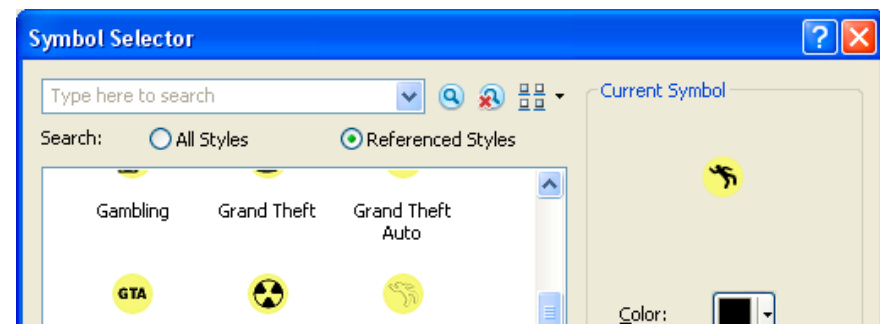 Symbol Selector
Type here to search
Current Symbol
Search: All Styles Referenced Styles
Gambling Grand Theft Grand Theft
Auto
GTA
Color: